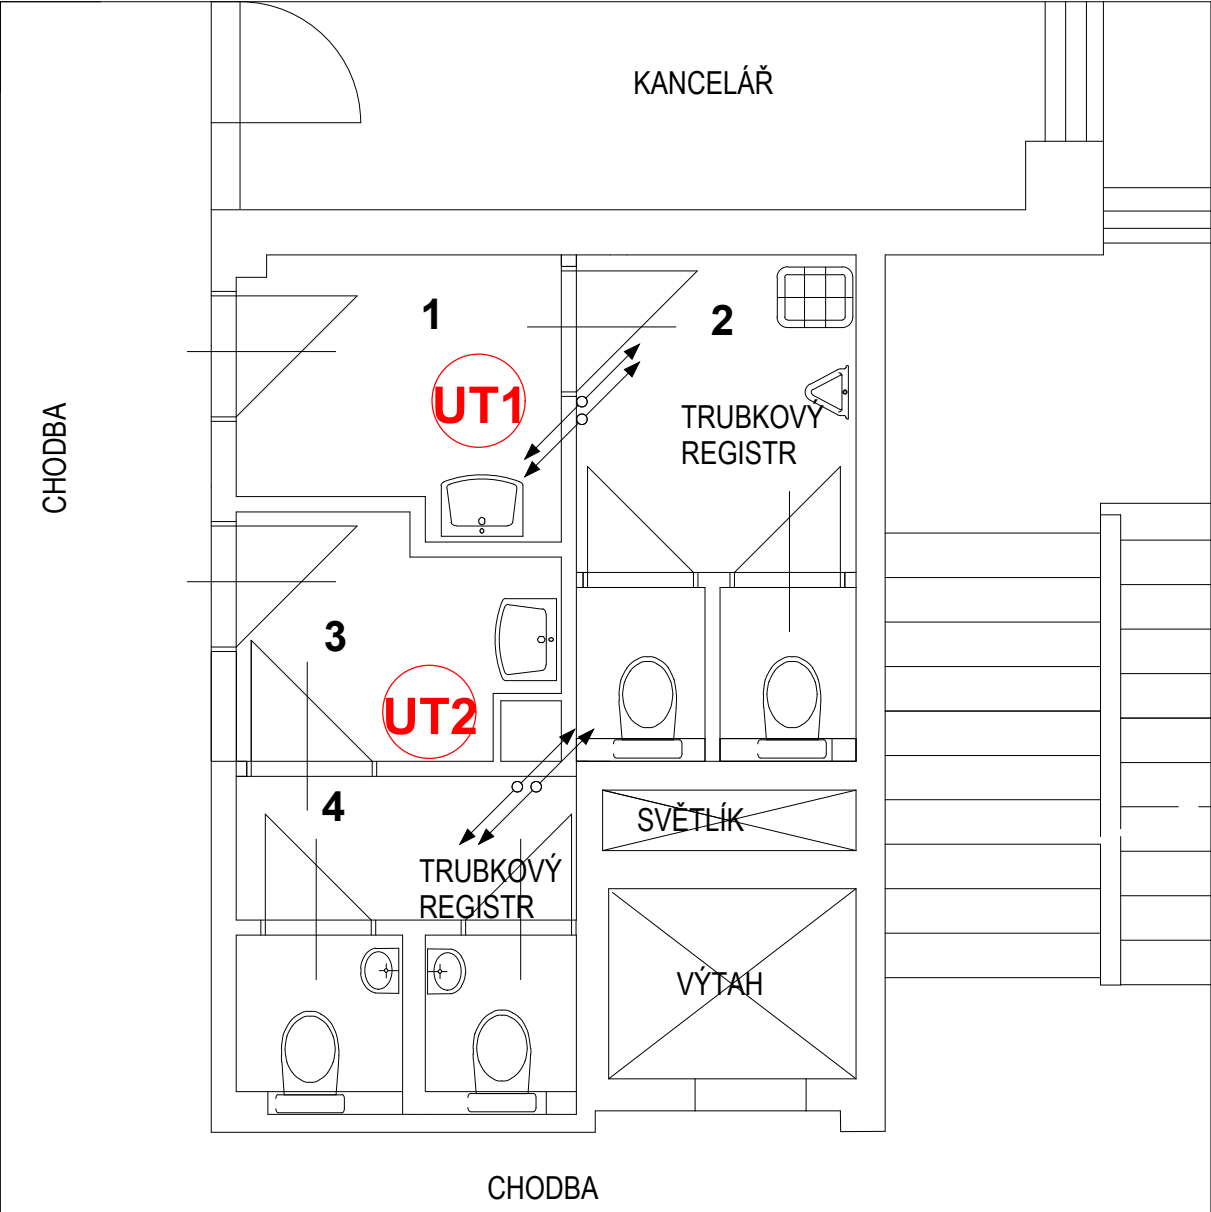 KANCELÁŘ
1
2
UT1
CHODBA
TRUBKOVÝ
REGISTR
3
UT2
4
SVĚTLÍK
TRUBKOVÝ
REGISTR
VÝTAH
CHODBA